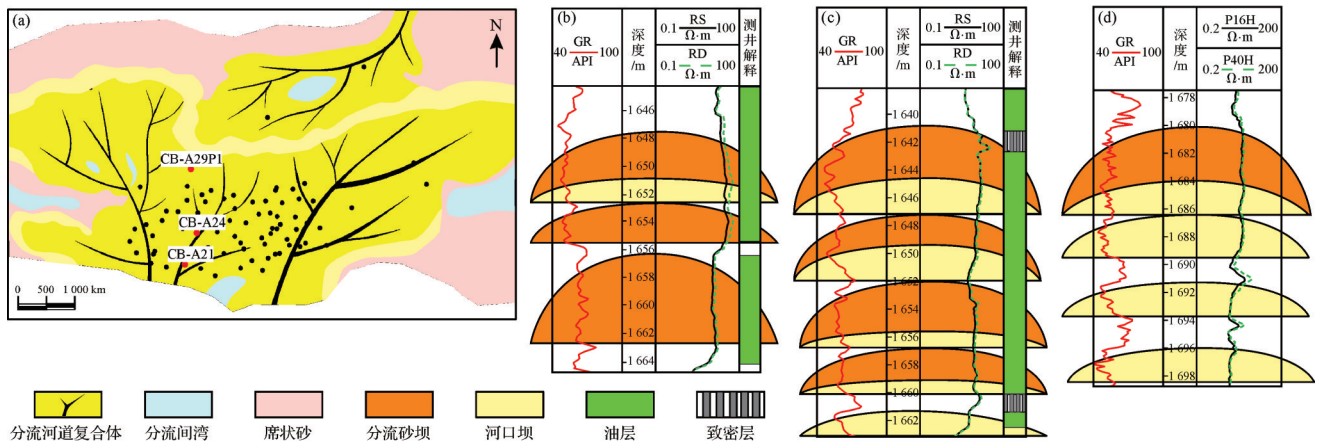 (a)
N
CB-A29P1
CB-A24
CB-A21
0 500 1 000 km
(b)
GR
40 100
API
深度
/m
RS
0.1 100
Ω·m
RD
0.1 100
Ω·m
测井解释
1 646
1 648
1 650
1 652
1 654
1 656
1 658
1 660
1 662
1 664
(c)
GR
40 100
API
深度
/m
RS
0.1 100
Ω·m
RD
0.1 100
Ω·m
测井解释
1 640
1 642
1 644
1 646
1 648
1 650
1 652
1 654
1 656
1 658
1 660
1 662
(d)
GR
40 100
API
深度
/m
P16H
0.2 200
Ω·m
P40H
0.2 200
Ω·m
1 678
1 680
1 682
1 684
1 686
1 688
1 690
1 692
1 694
1 696
1 698
分流河道复合体
分流间湾
席状砂
分流砂坝
河口坝
油层
致密层